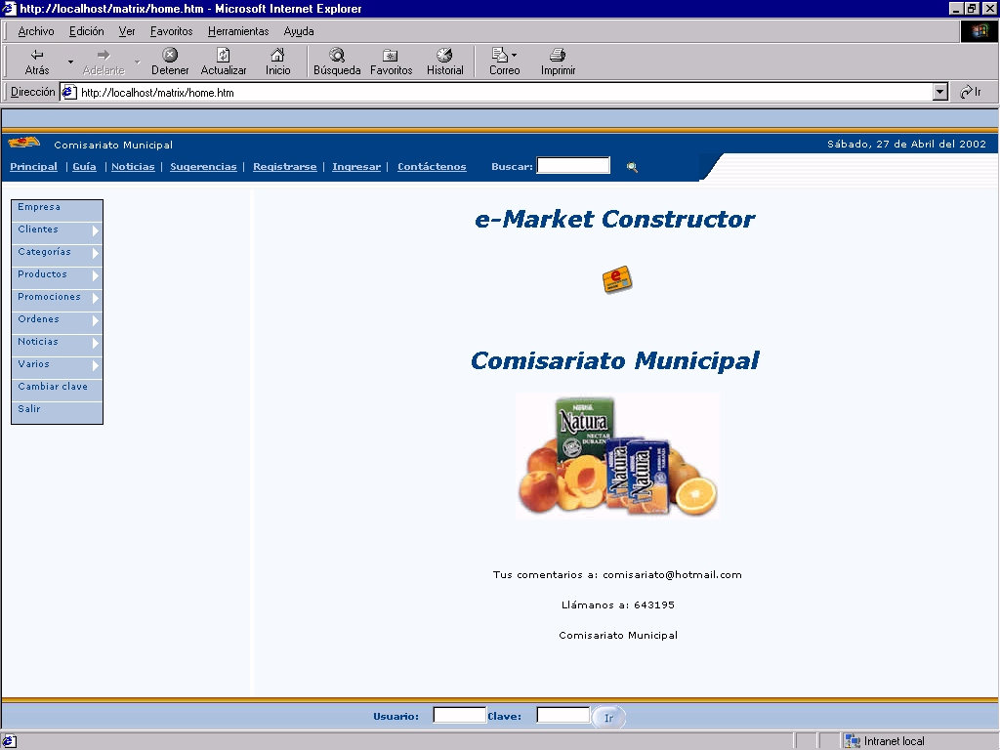 http://localhost/matrix/home.htm - Microsoft Internet Explorer
Archivo Edición Ver Favoritos Herramientas Ayuda
Atrás Adelante Detener Actualizar Inicio Búsqueda Favoritos Historial Correo Imprimir
Dirección http://localhost/matrix/home.htm Ir
Comisariato Municipal Sábado, 27 de Abril del 2002
Principal | Guía | Noticias | Sugerencias | Registrarse | Ingresar | Contáctenos Buscar:
Empresa
Clientes
Categorías
Productos
Promociones
Ordenes
Noticias
Varios
Cambiar clave
Salir
e-Market Constructor
e
Comisariato Municipal
Nestlé
Natura
NECTAR
DURAZNO
Natura
Natura
Tus comentarios a: comisariato@hotmail.com
Llámanos a: 643195
Comisariato Municipal
Usuario: Clave: Ir
Intranet local